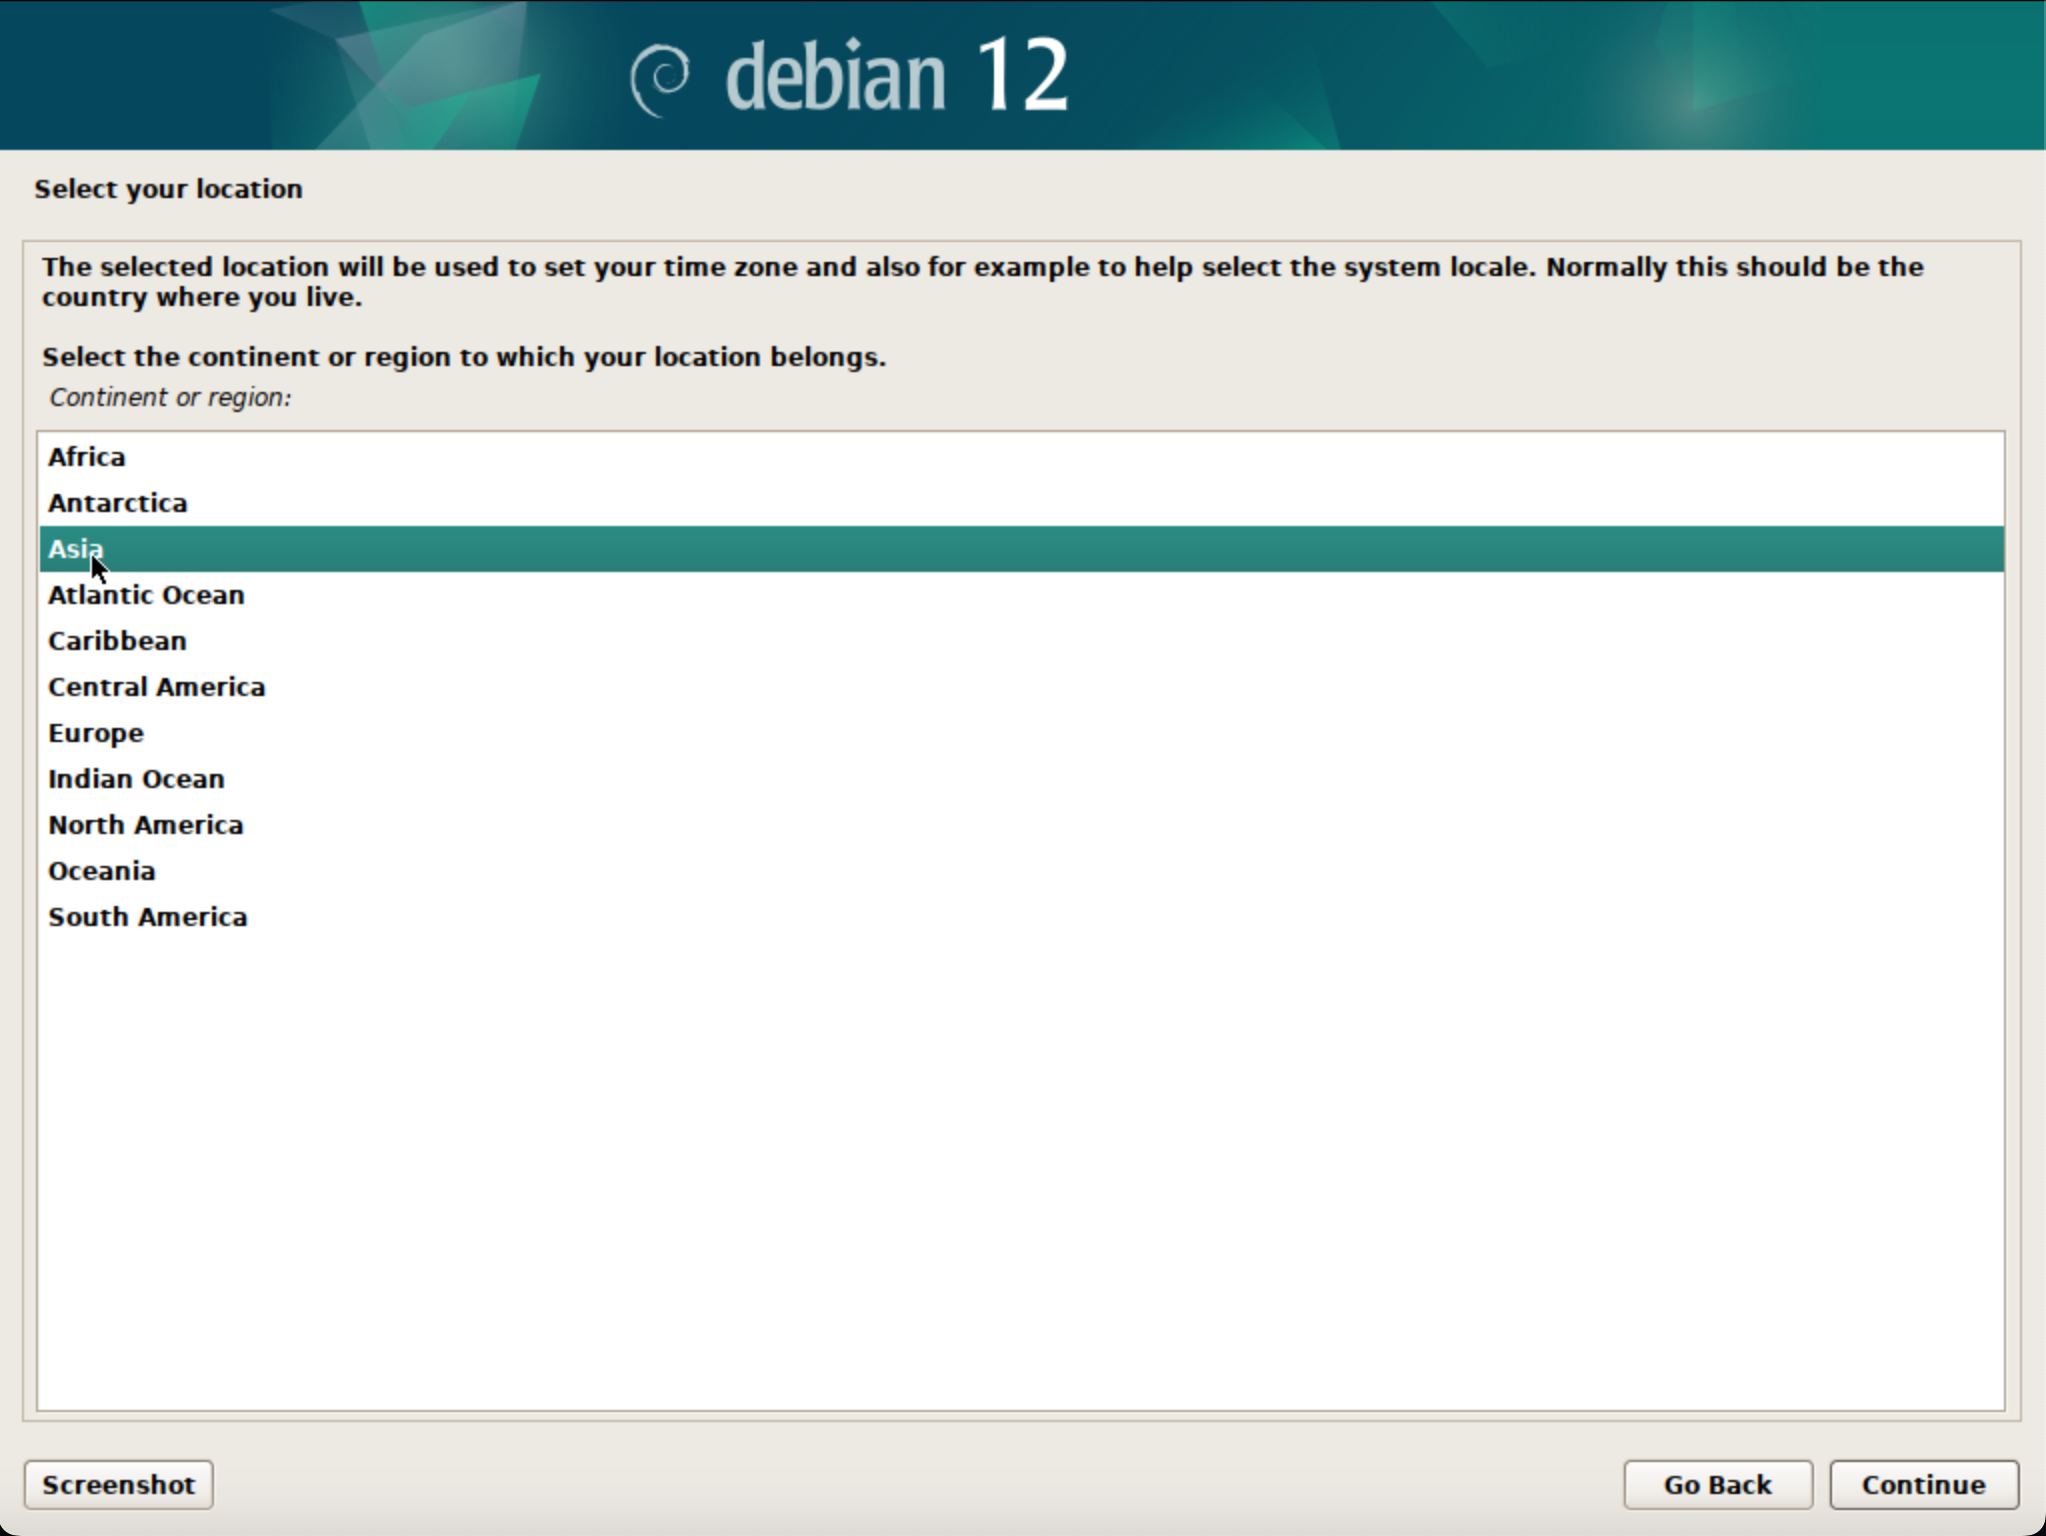 debian 12
Select your location
The selected location will be used to set your time zone and also for example to help select the system locale. Normally this should be the
country where you live.
Select the continent or region to which your location belongs.
Continent or region:
Africa
Antarctica
Asia
Atlantic Ocean
Caribbean
Central America
Europe
Indian Ocean
North America
Oceania
South America
Screenshot
Go Back
Continue